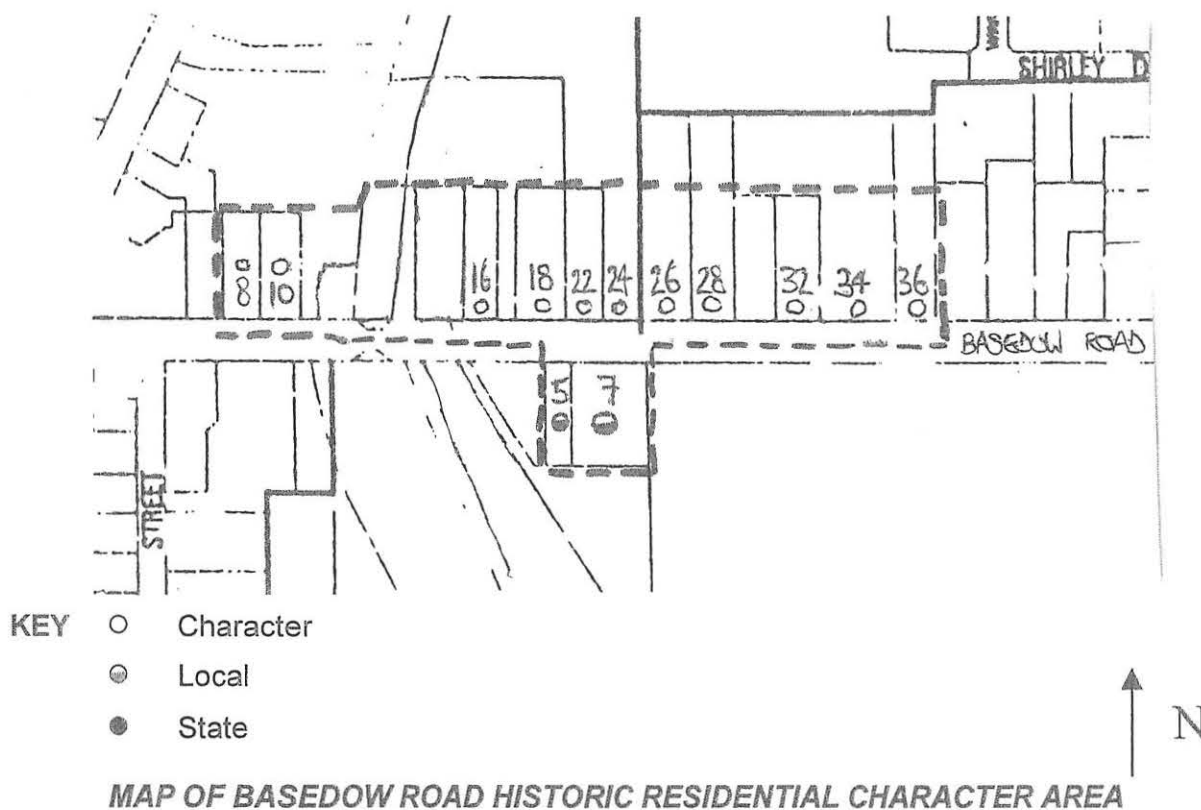 SHIRLEY D
8 10 16 18 22 24 26 28 32 34 36
BASEDOW ROAD
5 7
STREET
KEY
Character
Local
State
N
MAP OF BASEDOW ROAD HISTORIC RESIDENTIAL CHARACTER AREA